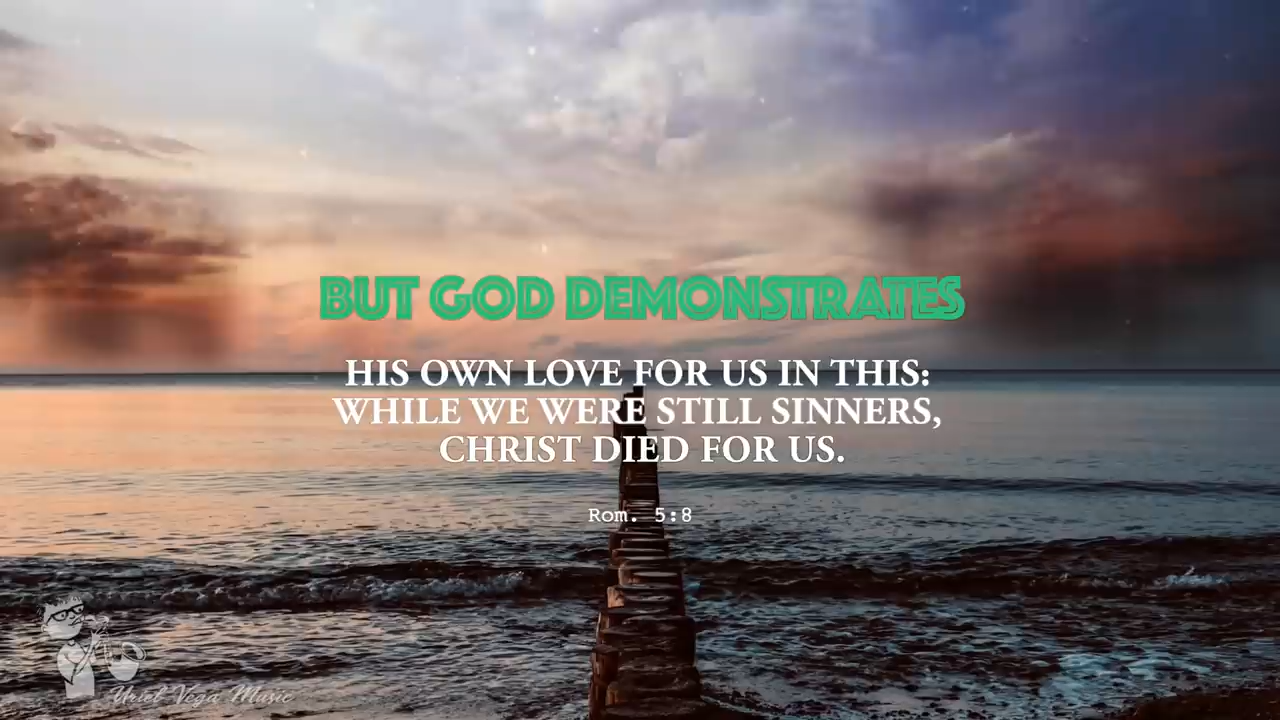 BUT GOD DEMONSTRATES
HIS OWN LOVE FOR US IN THIS:
WHILE WE WERE STILL SINNERS,
CHRIST DIED FOR US.
Rom. 5:8
Uriel Vega Music